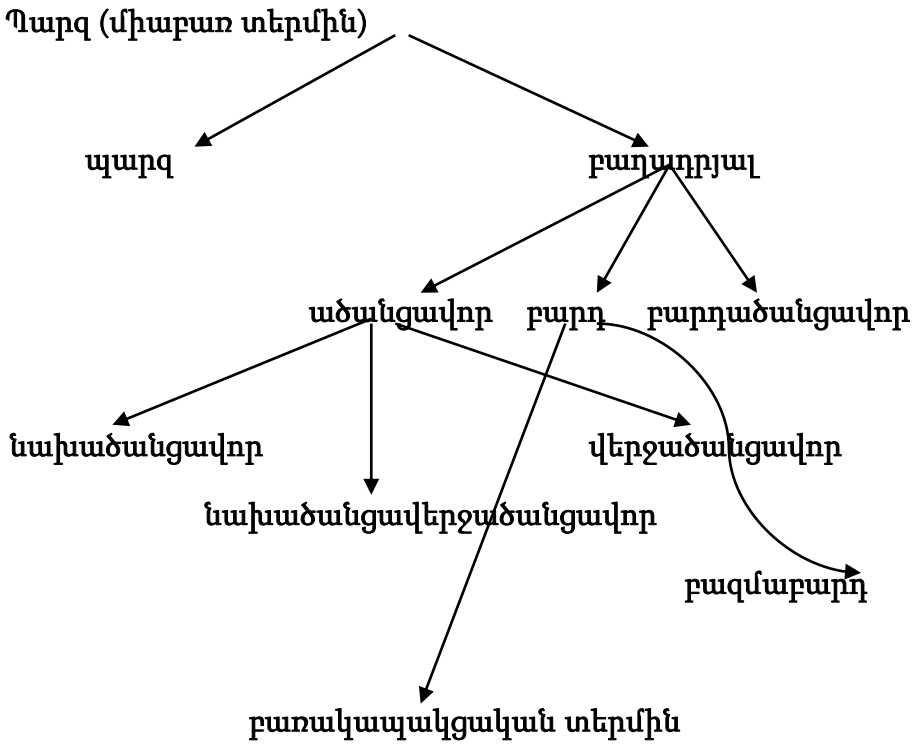 Պարզ (միաբառ տերմին)
պարզ
բաղադրյալ
ածանցավոր
բարդ
բարդածանցավոր
նախածանցավոր
վերջածանցավոր
նախածանցավերջածանցավոր
բազմաբարդ
բառակապակցական տերմին